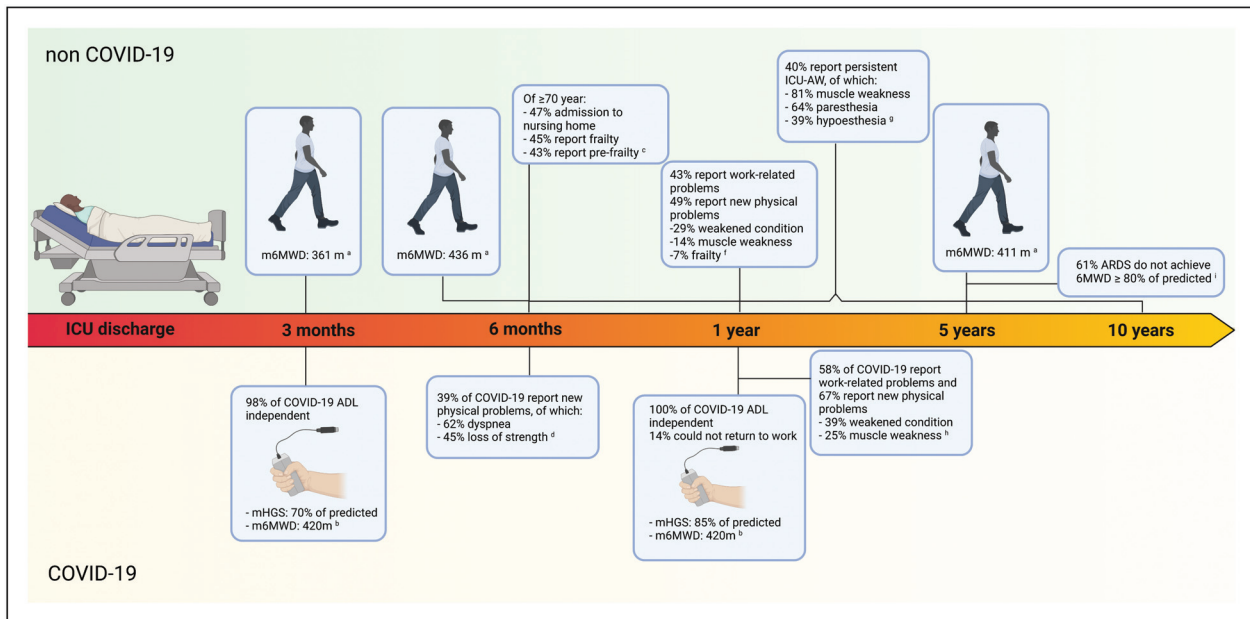 non COVID-19
m6MWD: 361 m ᵃ
m6MWD: 436 m ᵃ
Of ≥70 year:
- 47% admission to
nursing home
- 45% report frailty
- 43% report pre-frailty ᶜ
43% report work-related
problems
49% report new physical
problems
-29% weakened condition
-14% muscle weakness
-7% frailty ᶠ
40% report persistent
ICU-AW, of which:
- 81% muscle weakness
- 64% paresthesia
- 39% hypoesthesia ᵍ
m6MWD: 411 m ᵃ
61% ARDS do not achieve
6MWD ≥ 80% of predicted ⁱ
ICU discharge
3 months
6 months
1 year
5 years
10 years
98% of COVID-19 ADL
independent
- mHGS: 70% of predicted
- m6MWD: 420m ᵇ
39% of COVID-19 report new
physical problems, of which:
- 62% dyspnea
- 45% loss of strength ᵈ
100% of COVID-19 ADL
independent
14% could not return to work
- mHGS: 85% of predicted
- m6MWD: 420m ᵇ
58% of COVID-19 report
work-related problems and
67% report new physical
problems
- 39% weakened condition
- 25% muscle weakness ʰ
COVID-19